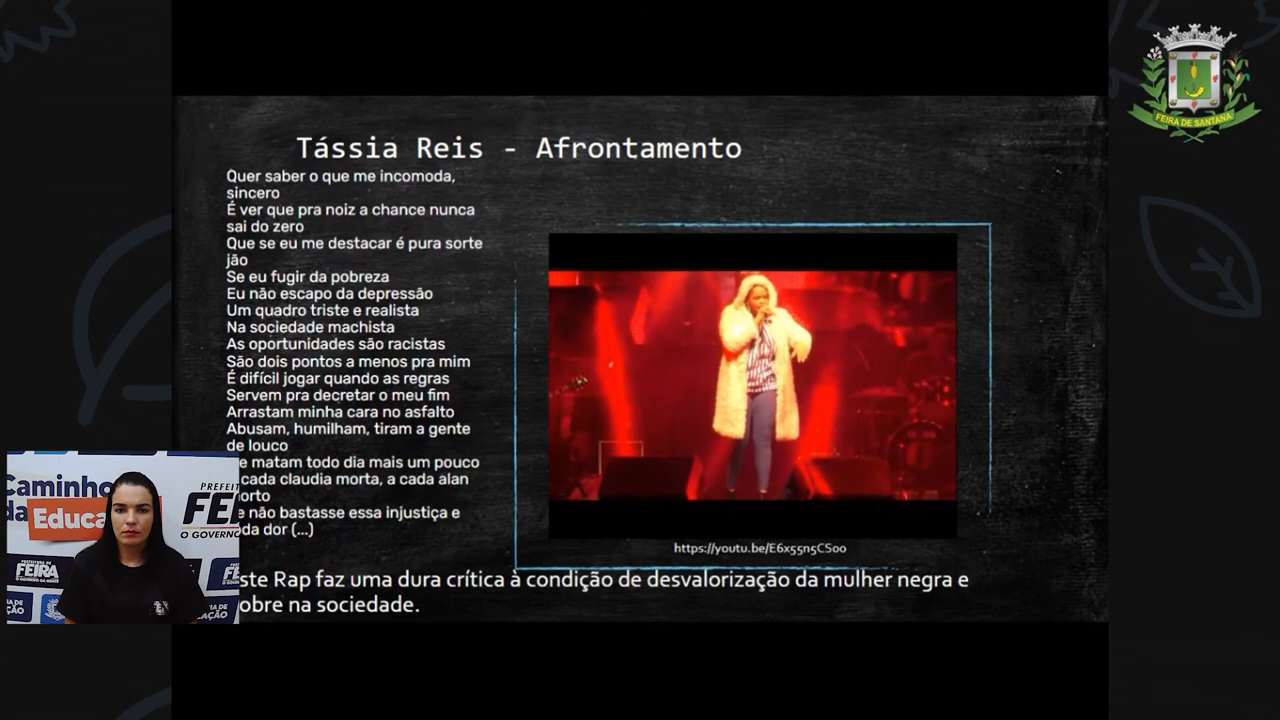 Tássia Reis - Afrontamento
Quer saber o que me incomoda,
sincero
É ver que pra noiz a chance nunca
sai do zero
Que se eu me destacar é pura sorte
jão
Se eu fugir da pobreza
Eu não escapo da depressão
Um quadro triste e realista
Na sociedade machista
As oportunidades são racistas
São dois pontos a menos pra mim
É difícil jogar quando as regras
Servem pra decretar o meu fim
Arrastam minha cara no asfalto
Abusam, humilham, tiram a gente
de louco
matam todo dia mais um pouco
cada claudia morta, a cada alan
orto
não bastasse essa injustiça e
dor (...)
https://youtu.be/E6x55n5CSoo
ste Rap faz uma dura crítica à condição de desvalorização da mulher negra e
obre na sociedade.
FEIRA DE SANTANA
Caminho
da
Educa
PREFEIT
FE
O GOVERNO
FEIRA